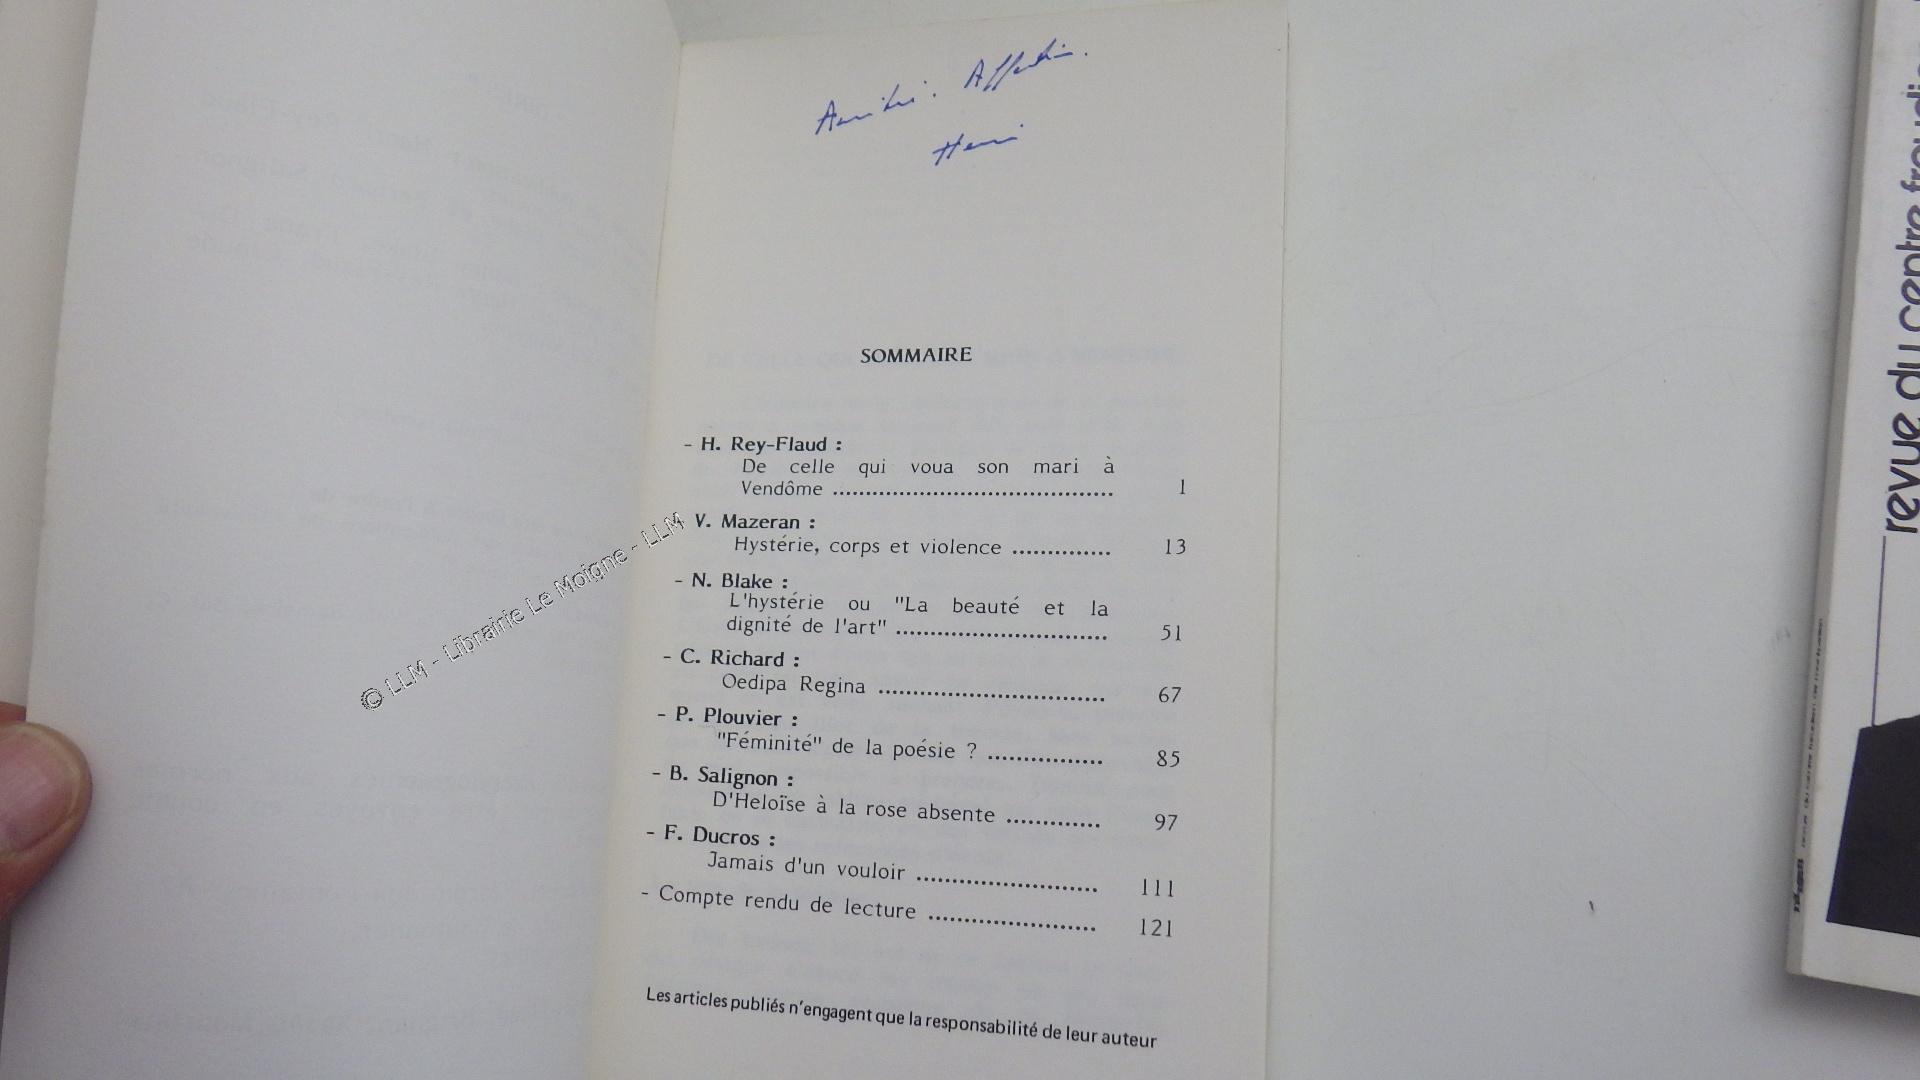 Amitié. Affection.
Henri
SOMMAIRE
- H. Rey-Flaud :
De celle qui voua son mari à
Vendôme .......................................... 1
- V. Mazeran :
Hystérie, corps et violence ............... 13
- N. Blake :
L'hystérie ou "La beauté et la
dignité de l'art" ................................ 51
- C. Richard :
Oedipa Regina .................................. 67
- P. Plouvier :
"Féminité" de la poésie ? ................. 85
- B. Salignon :
D'Heloïse à la rose absente .............. 97
- F. Ducros :
Jamais d'un vouloir ........................... 111
- Compte rendu de lecture ......................... 121
Les articles publiés n'engagent que la responsabilité de leur auteur
© LLM - Librairie Le Moigne - LLM
revue du centre freudien